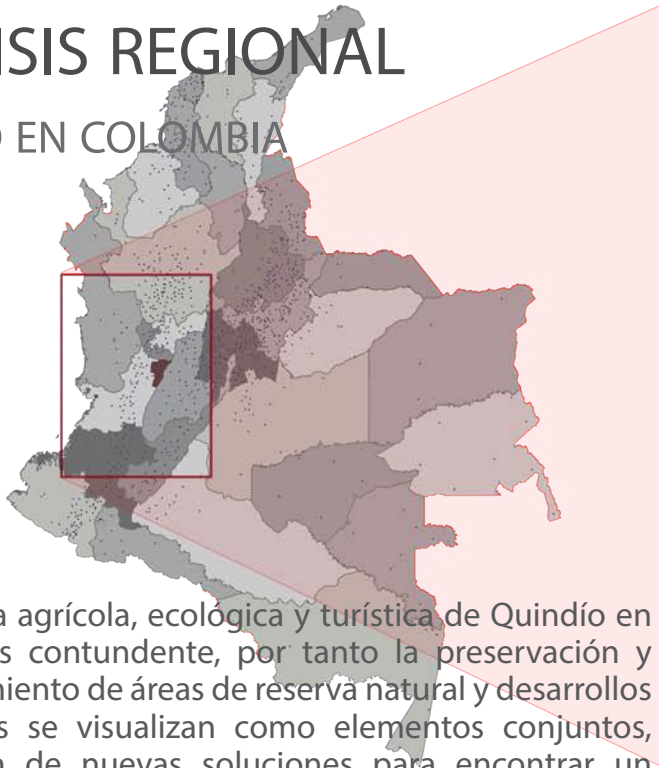 ISIS REGIONAL
EN COLOMBIA
agrícola, ecológica y turística de Quindío en
s contundente, por tanto la preservación y
miento de áreas de reserva natural y desarrollos
s se visualizan como elementos conjuntos,
n de nuevas soluciones para encontrar un